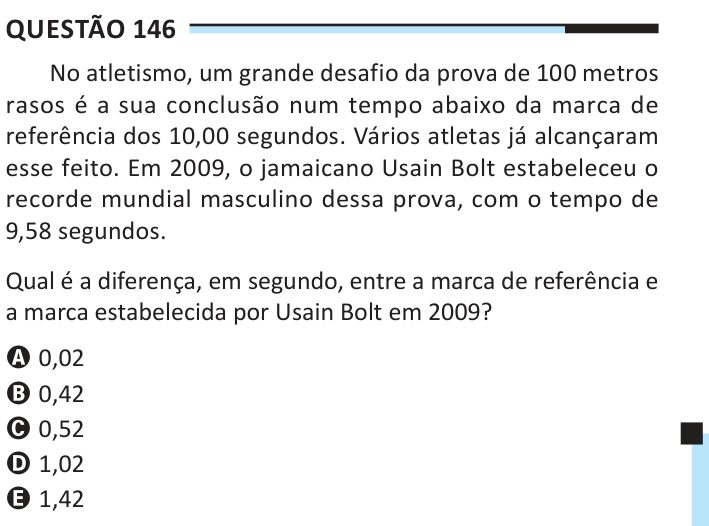 QUESTÃO 146
No atletismo, um grande desafio da prova de 100 metros
rasos é a sua conclusão num tempo abaixo da marca de
referência dos 10,00 segundos. Vários atletas já alcançaram
esse feito. Em 2009, o jamaicano Usain Bolt estabeleceu o
recorde mundial masculino dessa prova, com o tempo de
9,58 segundos.
Qual é a diferença, em segundo, entre a marca de referência e
a marca estabelecida por Usain Bolt em 2009?
A 0,02
B 0,42
C 0,52
D 1,02
E 1,42